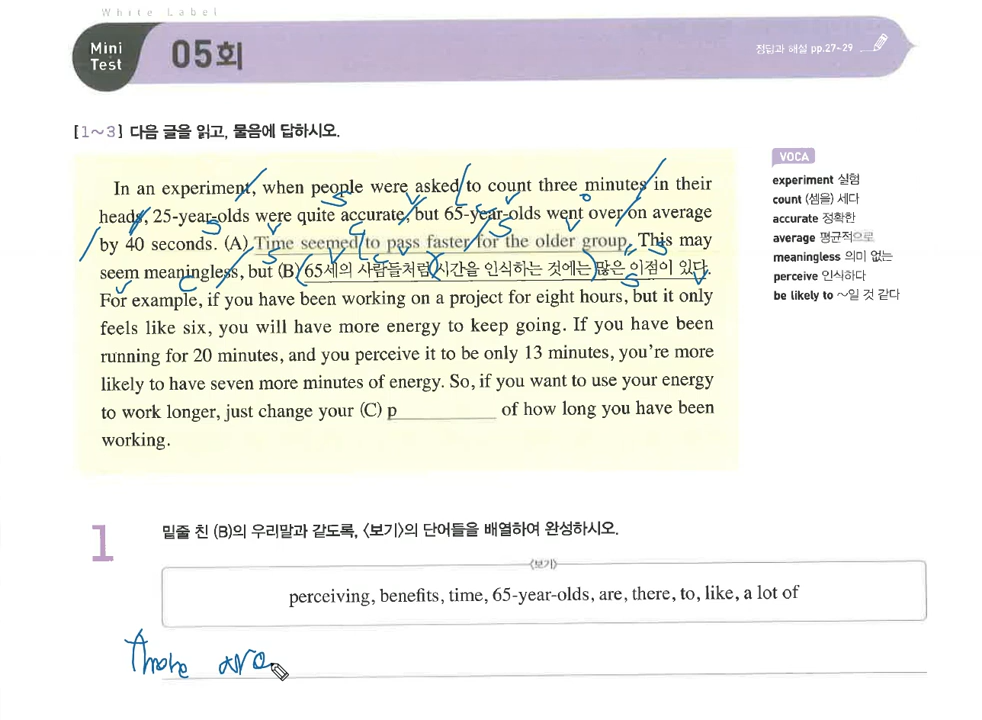 White Label
Mini Test 05회 정답과 해설 pp.27~29
[1~3] 다음 글을 읽고, 물음에 답하시오.
In an experiment, when people were asked to count three minutes in their
heads, 25-year-olds were quite accurate, but 65-year-olds went over on average
by 40 seconds. (A) Time seemed to pass faster for the older group. This may
seem meaningless, but (B) 65세의 사람들처럼 시간을 인식하는 것에는 많은 이점이 있다.
For example, if you have been working on a project for eight hours, but it only
feels like six, you will have more energy to keep going. If you have been
running for 20 minutes, and you perceive it to be only 13 minutes, you're more
likely to have seven more minutes of energy. So, if you want to use your energy
to work longer, just change your (C) p__________ of how long you have been
working.
VOCA
experiment 실험
count (셈을) 세다
accurate 정확한
average 평균적으로
meaningless 의미 없는
perceive 인식하다
be likely to ~일 것 같다
1 밑줄 친 (B)의 우리말과 같도록, <보기>의 단어들을 배열하여 완성하시오.
<보기>
perceiving, benefits, time, 65-year-olds, are, there, to, like, a lot of
There are